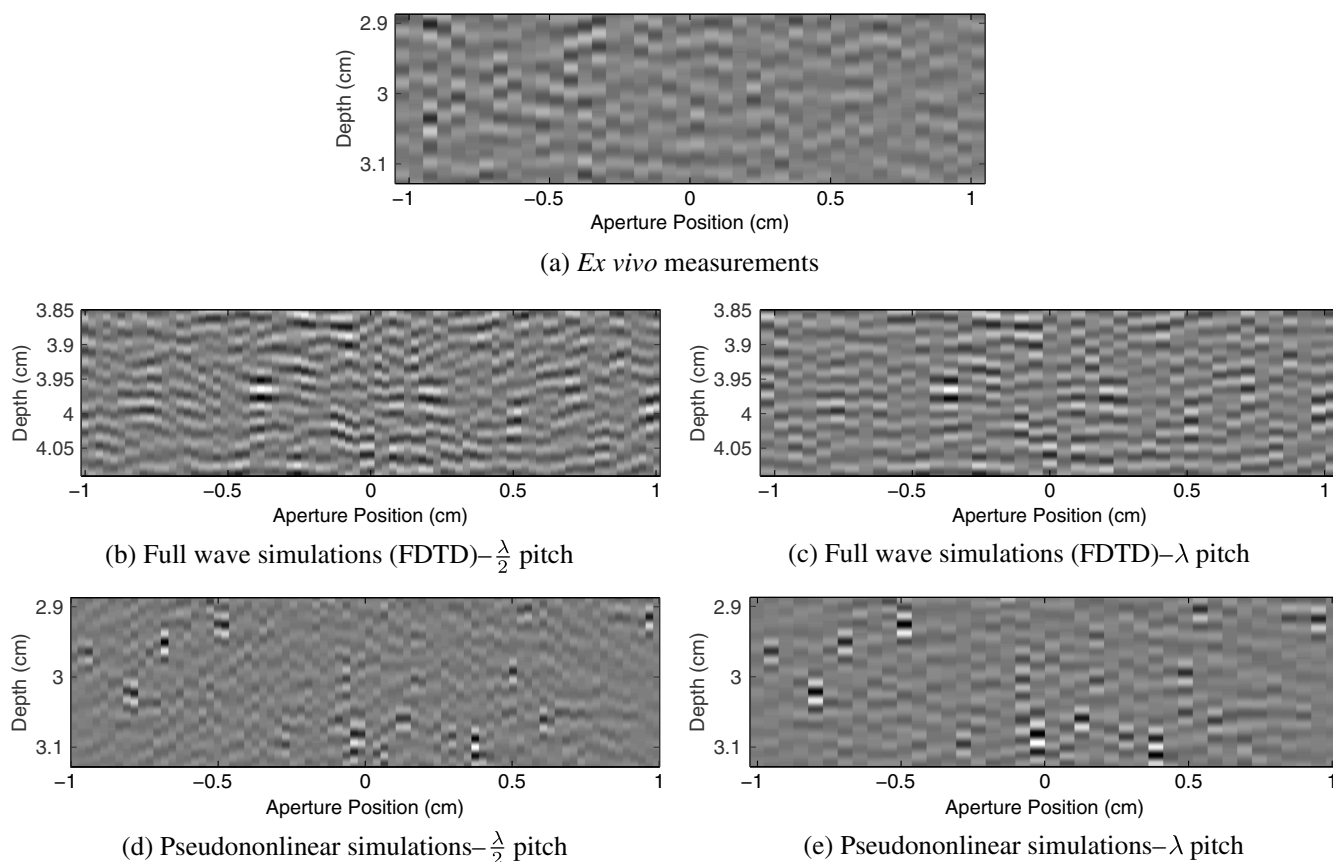 2.9
3
3.1
Depth (cm)
−1 −0.5 0 0.5 1
Aperture Position (cm)
(a) Ex vivo measurements
3.85
3.9
3.95
4
4.05
Depth (cm)
−1 −0.5 0 0.5 1
Aperture Position (cm)
(b) Full wave simulations (FDTD)–λ/2 pitch
3.85
3.9
3.95
4
4.05
Depth (cm)
−1 −0.5 0 0.5 1
Aperture Position (cm)
(c) Full wave simulations (FDTD)–λ pitch
2.9
3
3.1
Depth (cm)
−1 −0.5 0 0.5 1
Aperture Position (cm)
(d) Pseudononlinear simulations–λ/2 pitch
2.9
3
3.1
Depth (cm)
−1 −0.5 0 0.5 1
Aperture Position (cm)
(e) Pseudononlinear simulations–λ pitch